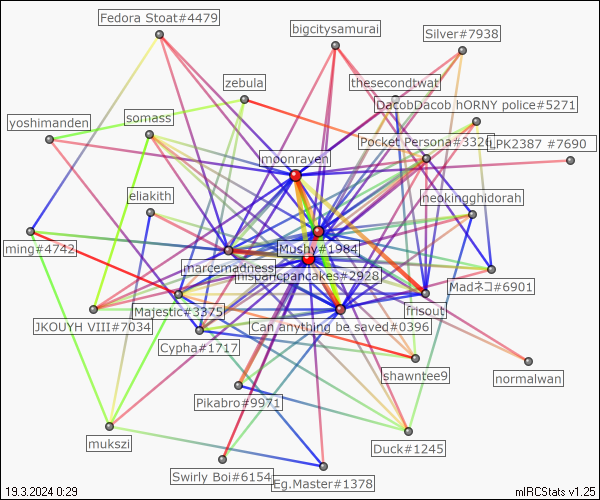 Fedora Stoat#4479
bigcitysamurai
Silver#7938
zebula
thesecondtwat
DacobDacob hORNY police#5271
somass
yoshimanden
Pocket Persona#3326
LPK2387 #7690
moonrayen
eliakith
neokingghidorah
ming#4742
Mushy#1984
marcemadness
hispanicpancakes#2928
Madネコ#6901
Majestic#3375
frisout
JKOUYH VIII#7034
Can anything be saved#0396
Cypha#1717
shawntee9
normalwan
Pikabro#9971
mukszi
Duck#1245
Swirly Boi#6154
Eg.Master#1378
19.3.2024 0:29
mIRCStats v1.25